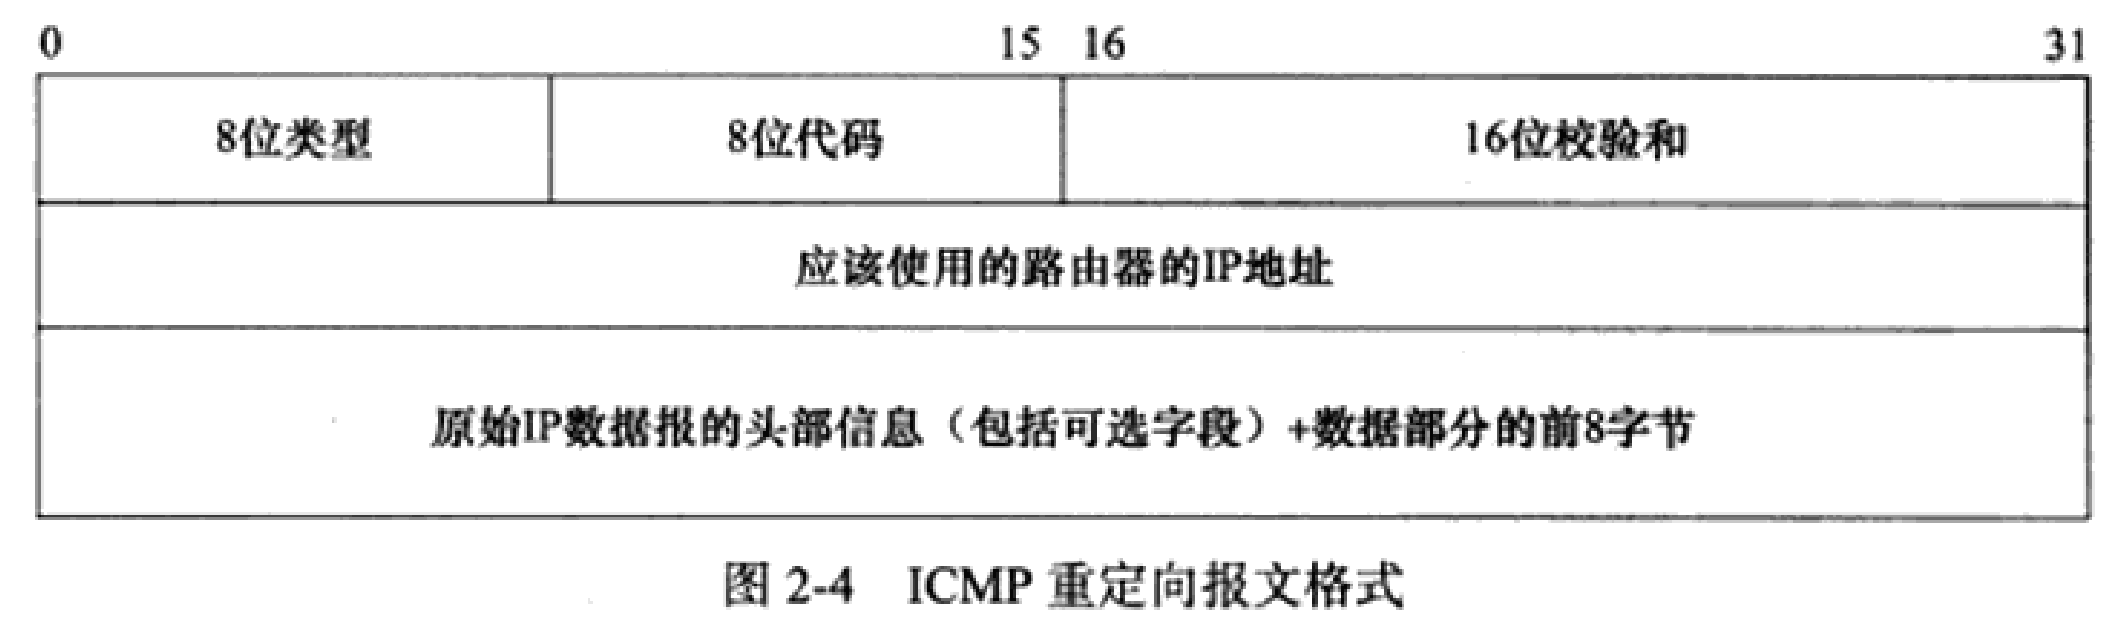 0 15 16 31
8位类型 8位代码 16位校验和
应该使用的路由器的IP地址
原始IP数据报的头部信息（包括可选字段）+数据部分的前8字节
图 2-4 ICMP 重定向报文格式